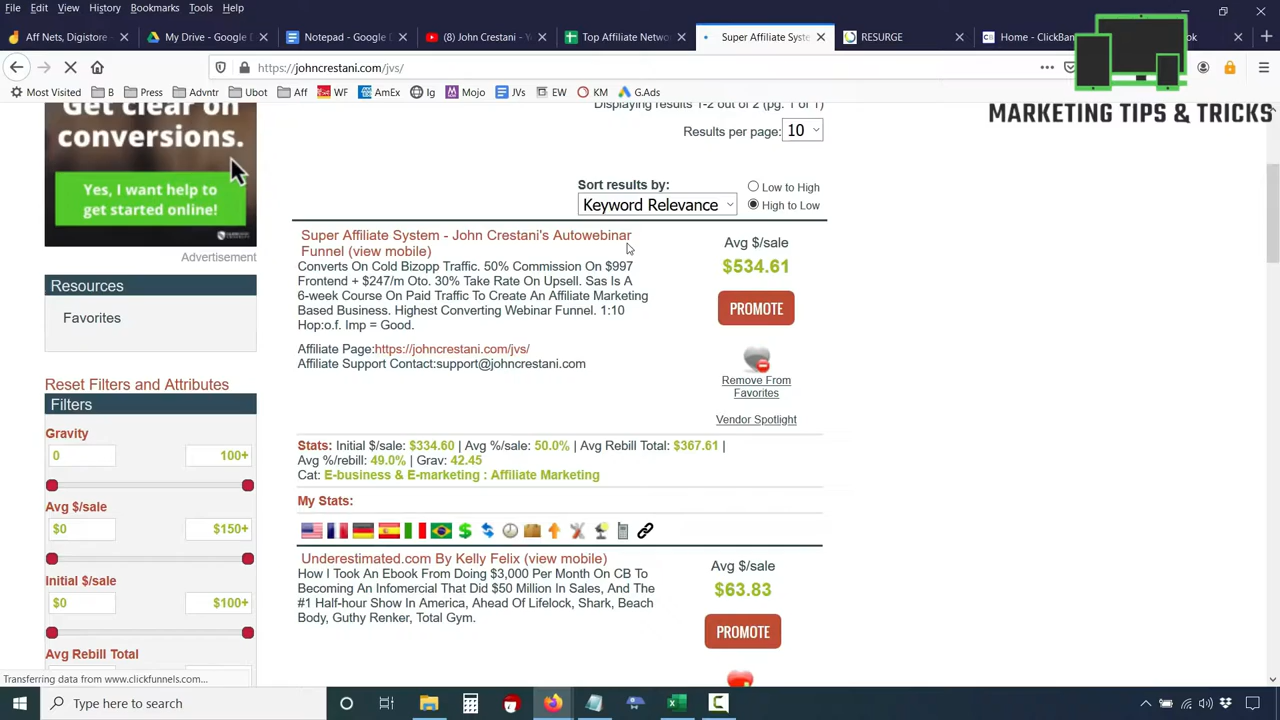 File Edit View History Bookmarks Tools Help
Aff Nets, Digistore
My Drive - Google D
Notepad - Google D
(8) John Crestani - Y
Top Affiliate Netwo
Super Affiliate Syste
RESURGE
Home - ClickBan
ok
https://johncrestani.com/jvs/
Most Visited B Press Advntr Ubot Aff WF AmEx Ig Mojo JVs EW KM G.Ads
MARKETING TIPS & TRICKS
Get clear on
conversions.
Yes, I want help to
get started online!
Advertisement
Displaying results 1-2 out of 2 (pg. 1 of 1)
Results per page: 10
Sort results by:
Keyword Relevance
Low to High
High to Low
Resources
Favorites
Reset Filters and Attributes
Filters
Gravity
0 100+
Avg $/sale
$0 $150+
Initial $/sale
$0 $100+
Avg Rebill Total
Super Affiliate System - John Crestani's Autowebinar
Funnel (view mobile)
Converts On Cold Bizopp Traffic. 50% Commission On $997
Frontend + $247/m Oto. 30% Take Rate On Upsell. Sas Is A
6-week Course On Paid Traffic To Create An Affiliate Marketing
Based Business. Highest Converting Webinar Funnel. 1:10
Hop:o.f. Imp = Good.
Affiliate Page:https://johncrestani.com/jvs/
Affiliate Support Contact:support@johncrestani.com
Avg $/sale
$534.61
PROMOTE
Remove From
Favorites
Vendor Spotlight
Stats: Initial $/sale: $334.60 | Avg %/sale: 50.0% | Avg Rebill Total: $367.61 |
Avg %/rebill: 49.0% | Grav: 42.45
Cat: E-business & E-marketing : Affiliate Marketing
My Stats:
Underestimated.com By Kelly Felix (view mobile)
How I Took An Ebook From Doing $3,000 Per Month On CB To
Becoming An Infomercial That Did $50 Million In Sales, And The
#1 Half-hour Show In America, Ahead Of Lifelock, Shark, Beach
Body, Guthy Renker, Total Gym.
Avg $/sale
$63.83
PROMOTE
Transferring data from www.clickfunnels.com...
Type here to search